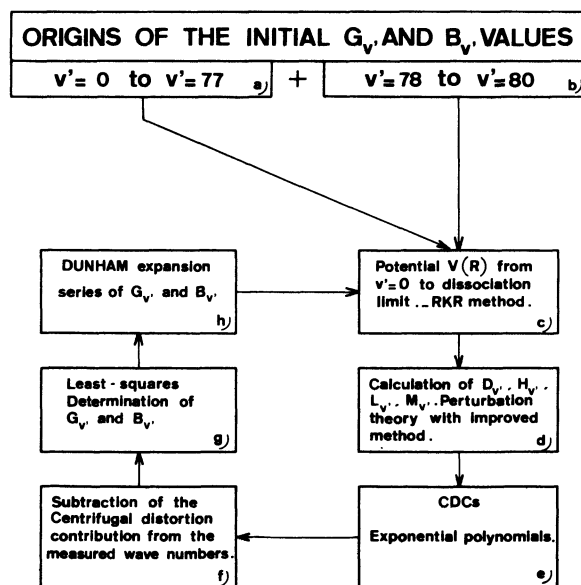 ORIGINS OF THE INITIAL Gv' AND Bv' VALUES
v'= 0 to v'=77 a)
+
v'=78 to v'=80 b)
DUNHAM expansion
series of Gv' and Bv'.
h)
Potential V(R) from
v'=0 to dissociation
limit .-RKR method.
c)
Least-squares
Determination of
Gv' and Bv'.
g)
Calculation of Dv'. Hv'.
Lv'. Mv'. Perturbation
theory with improved
method.
d)
Subtraction of the
Centrifugal distortion
contribution from the
measured wave numbers.
f)
CDCs
Exponential polynomials.
e)